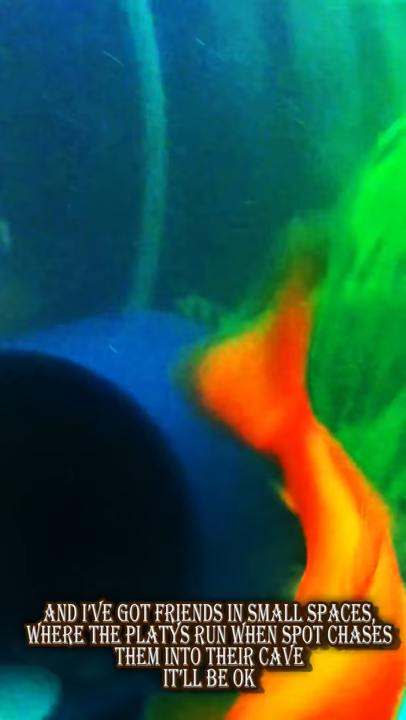 AND I'VE GOT FRIENDS IN SMALL SPACES,
WHERE THE PLATYS RUN WHEN SPOT CHASES
THEM INTO THEIR CAVE
IT'LL BE OK